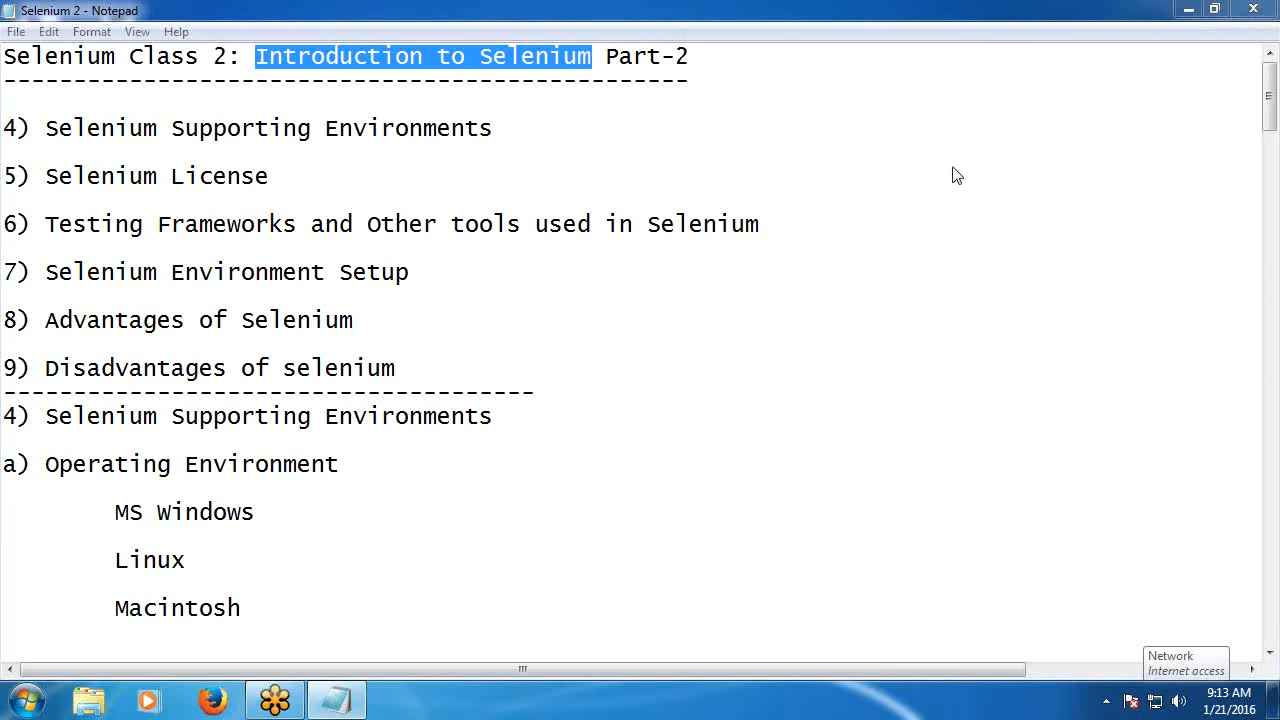 Selenium 2 - Notepad
File Edit Format View Help
Selenium Class 2: Introduction to Selenium Part-2
-------------------------------------------------
4) Selenium Supporting Environments
5) Selenium License
6) Testing Frameworks and Other tools used in Selenium
7) Selenium Environment Setup
8) Advantages of Selenium
9) Disadvantages of selenium
--------------------------------------
4) Selenium Supporting Environments
a) Operating Environment
MS Windows
Linux
Macintosh
Network
Internet access
9:13 AM
1/21/2016